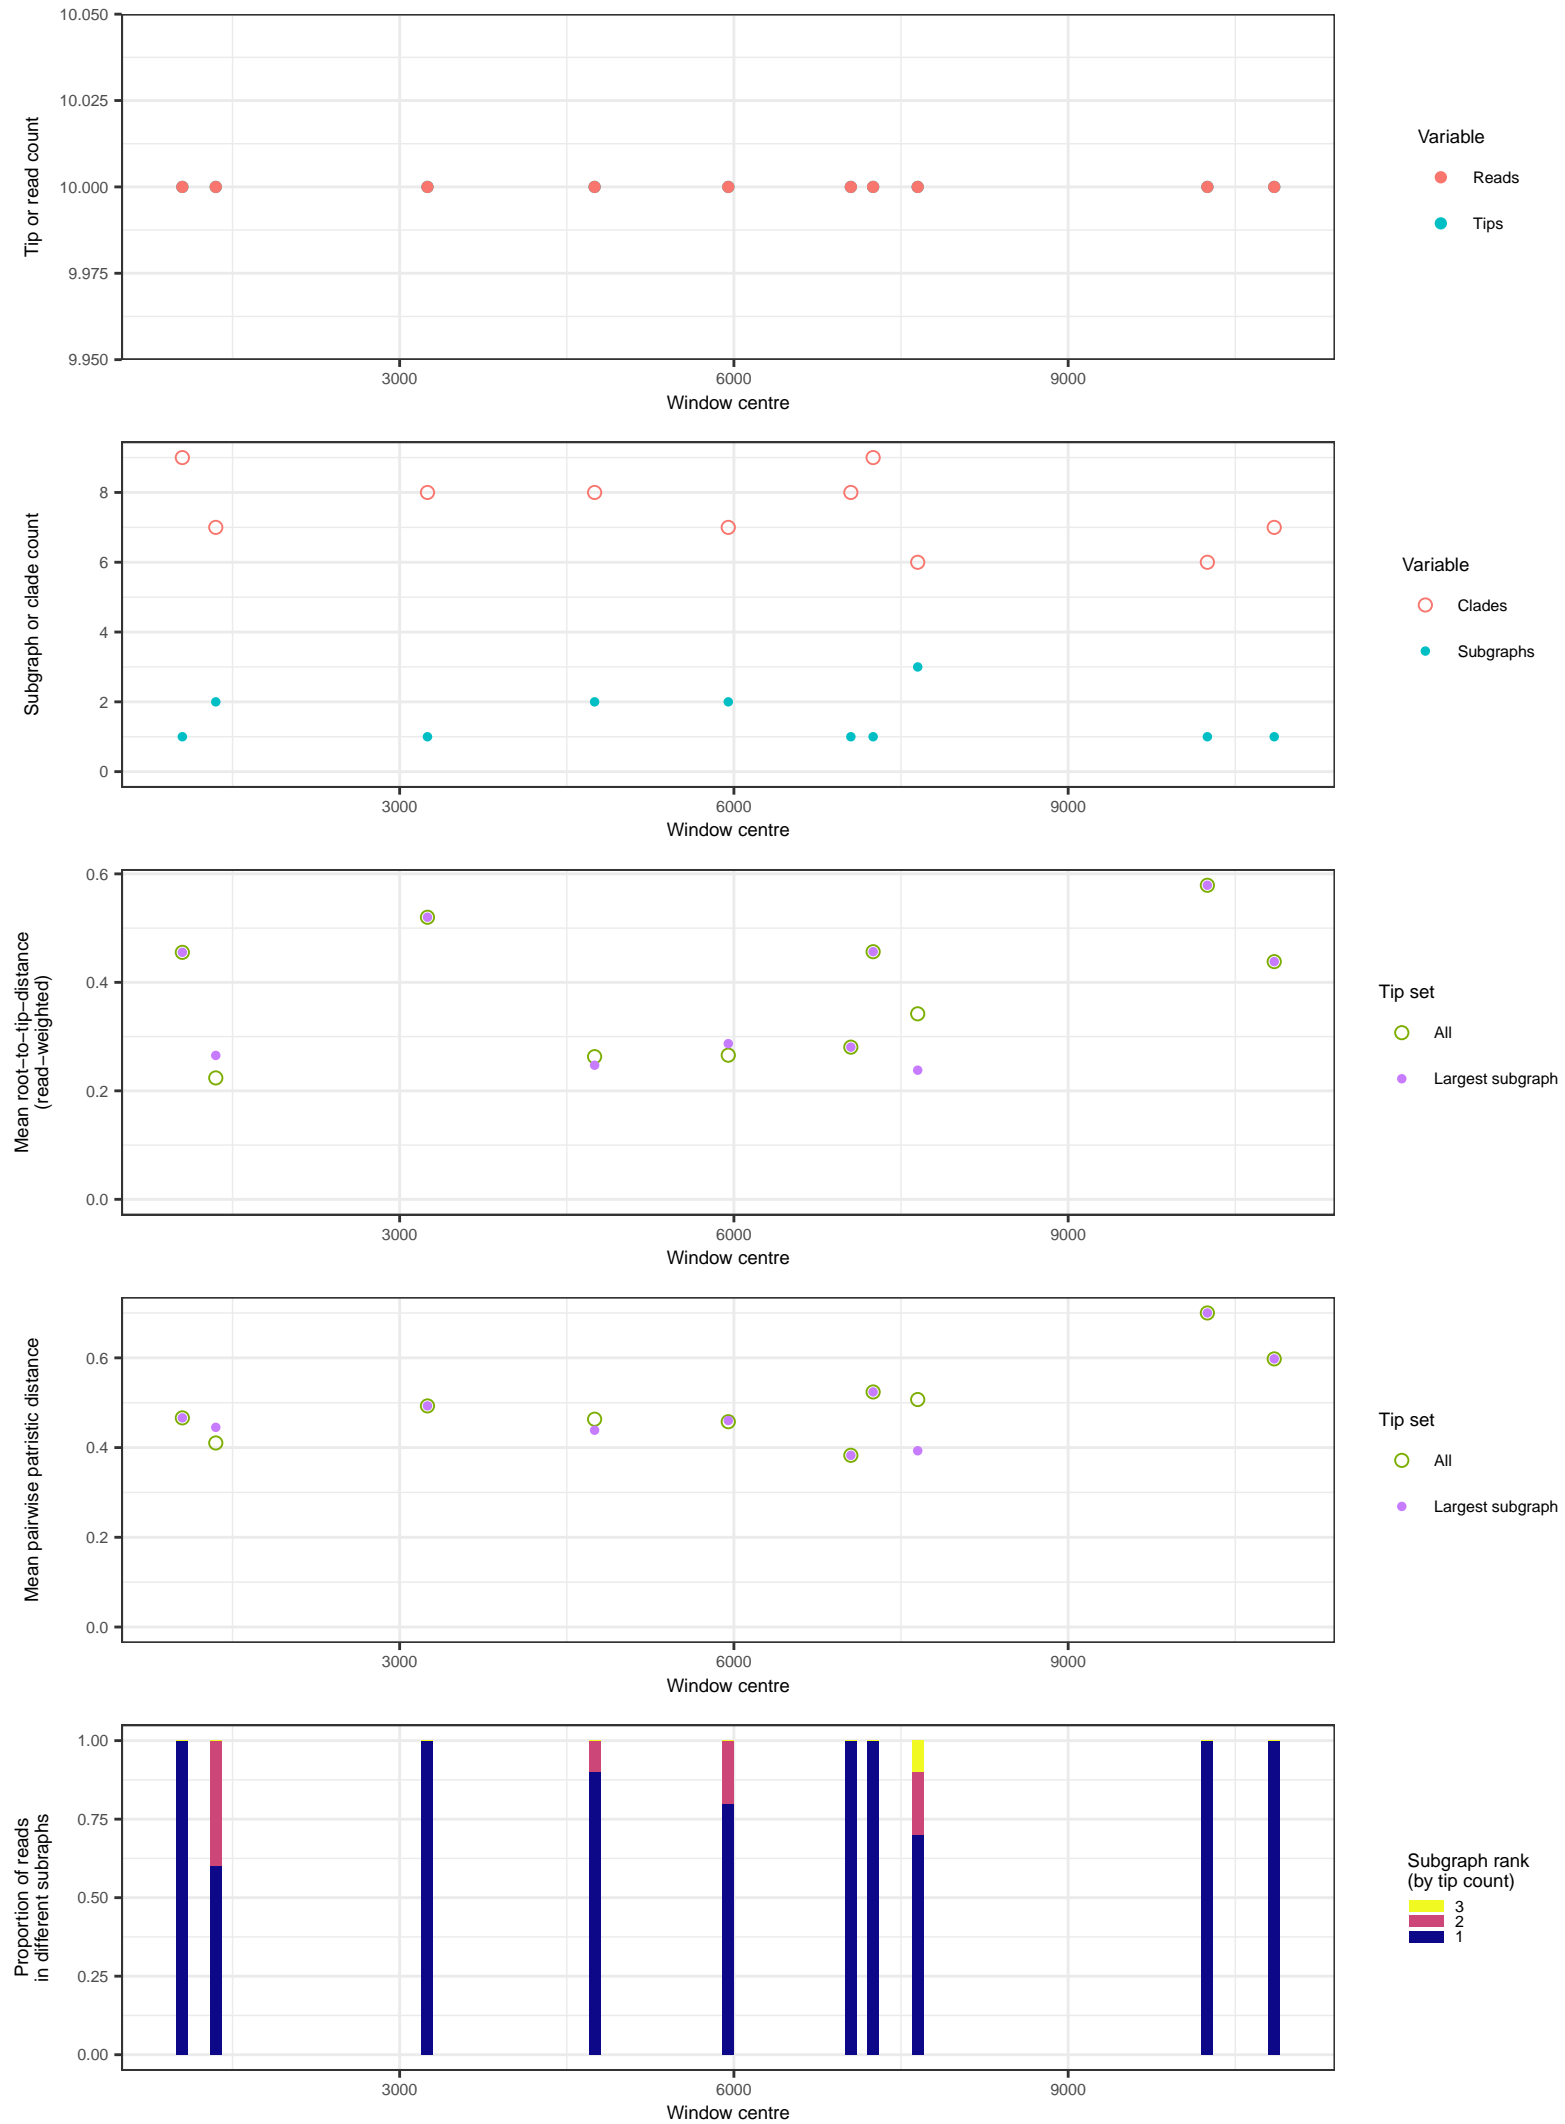 10.050
10.025
10.000
9.975
9.950
Tip or read count
3000 6000 9000
Window centre
Variable
Reads
Tips
8
6
4
2
0
Subgraph or clade count
3000 6000 9000
Window centre
Variable
Clades
Subgraphs
0.6
0.4
0.2
0.0
Mean root−to−tip−distance
(read−weighted)
3000 6000 9000
Window centre
Tip set
All
Largest subgraph
0.6
0.4
0.2
0.0
Mean pairwise patristic distance
3000 6000 9000
Window centre
Tip set
All
Largest subgraph
1.00
0.75
0.50
0.25
0.00
Proportion of reads
in different subraphs
3000 6000 9000
Window centre
Subgraph rank
(by tip count)
3
2
1